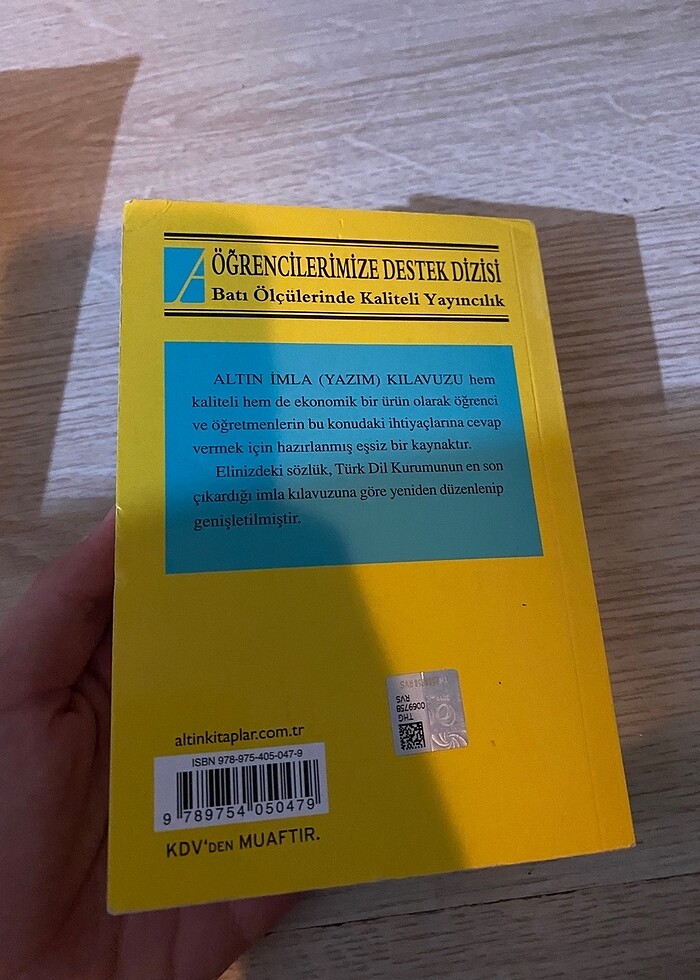 A
ÖĞRENCİLERİMİZE DESTEK DİZİSİ
Batı Ölçülerinde Kaliteli Yayıncılık
ALTIN İMLA (YAZIM) KILAVUZU hem
kaliteli hem de ekonomik bir ürün olarak öğrenci
ve öğretmenlerin bu konudaki ihtiyaçlarına cevap
vermek için hazırlanmış eşsiz bir kaynaktır.
Elinizdeki sözlük, Türk Dil Kurumunun en son
çıkardığı imla kılavuzuna göre yeniden düzenlenip
genişletilmiştir.
THG
0069758
RVS
altinkitaplar.com.tr
ISBN 978-975-405-047-9
9 789754 050479
KDV'DEN MUAFTIR.